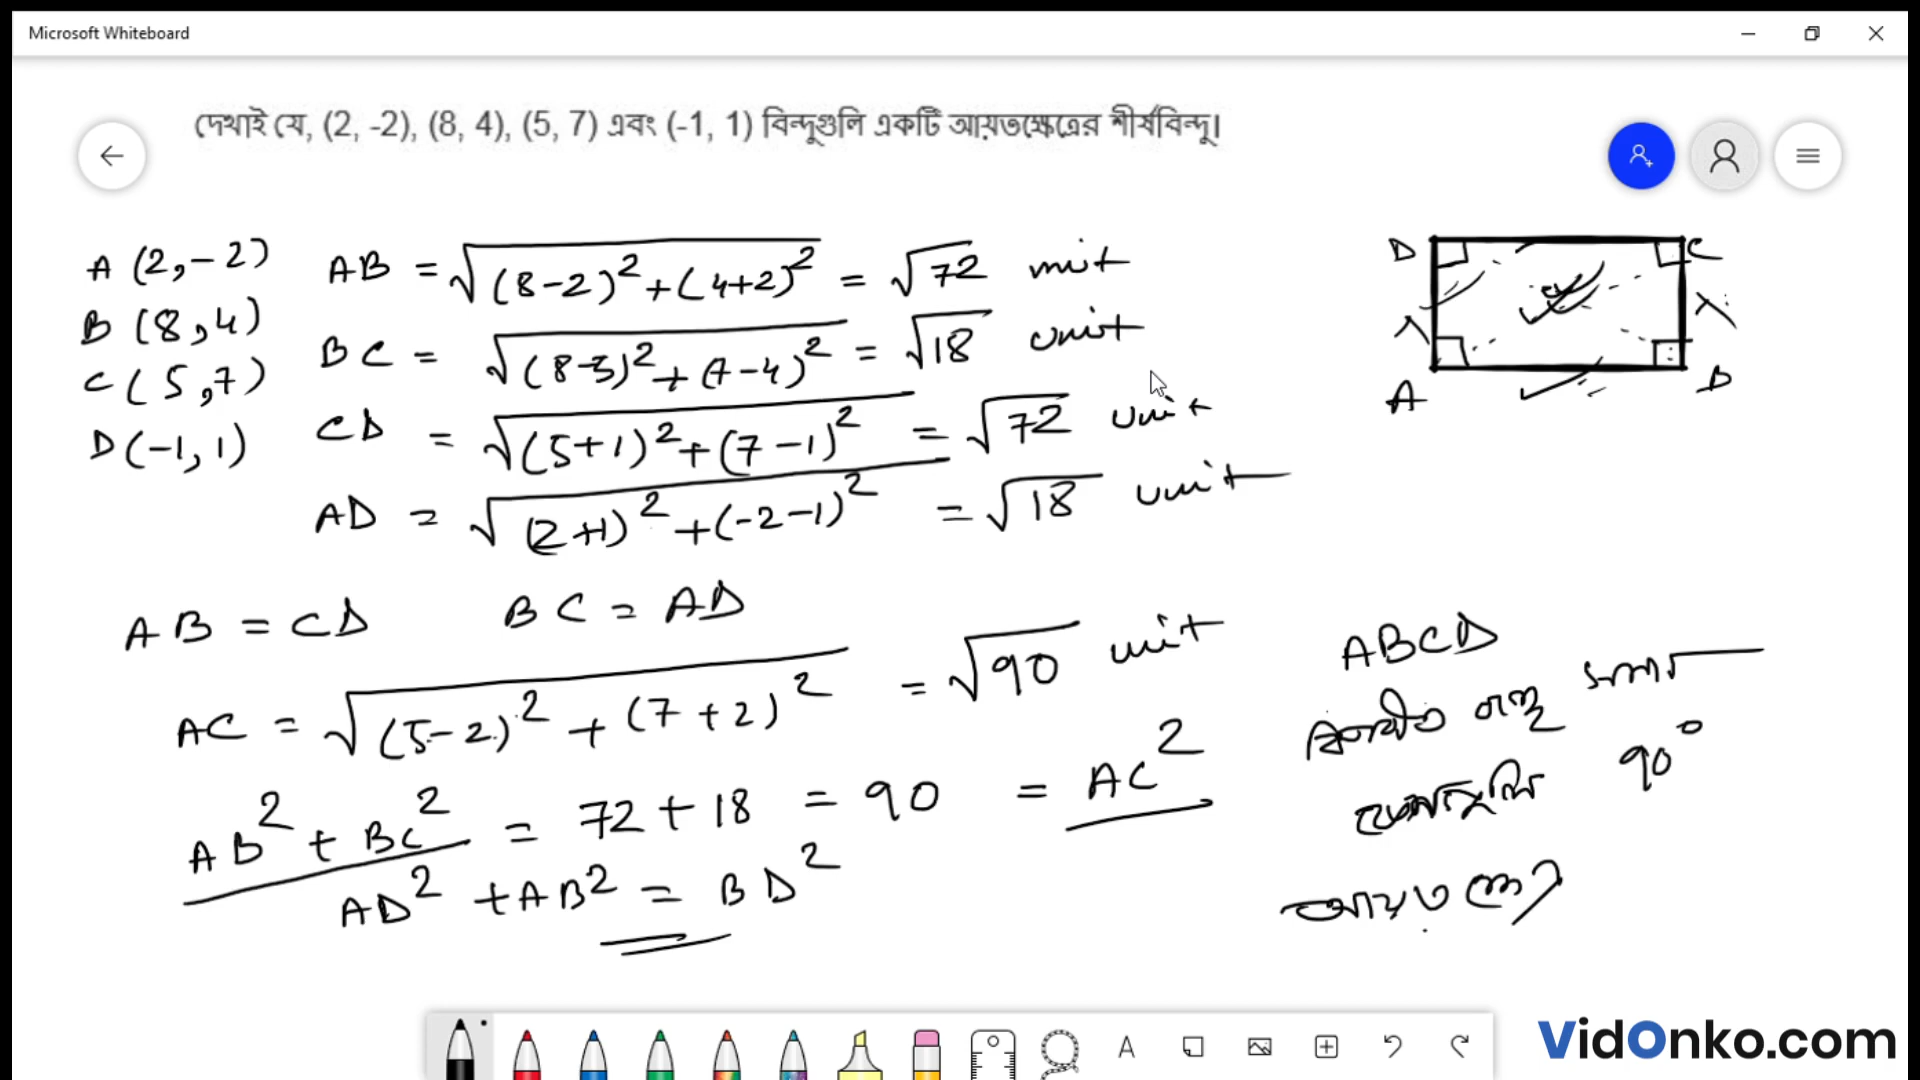 Microsoft Whiteboard
দেখাই যে, (2, -2), (8, 4), (5, 7) এবং (-1, 1) বিন্দুগুলি একটি আয়তক্ষেত্রের শীর্ষবিন্দু।
A (2, -2)
B (8, 4)
C (5, 7)
D (-1, 1)
AB = √(8-2)² + (4+2)² = √72 unit
BC = √(8-5)² + (7-4)² = √18 unit
CD = √(5+1)² + (7-1)² = √72 unit
AD = √(2+1)² + (-2-1)² = √18 unit
D C
A B
AB = CD BC = AD
AC = √(5-2)² + (7+2)² = √90 unit
AB² + BC² = 72 + 18 = 90 = AC²
AD² + AB² = BD²
ABCD
বাহু সমান
90°
আয়তক্ষেত্র
A
VidOnko.com